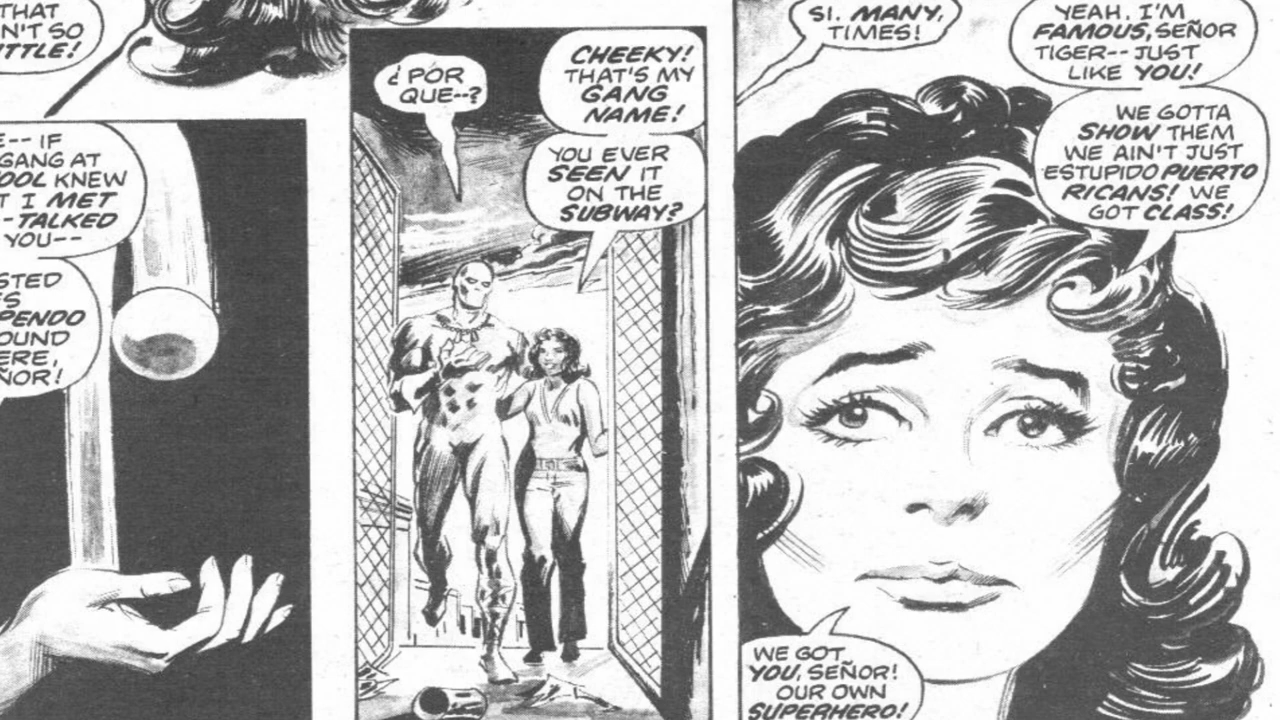 THAT
N'T SO
ITTLE!
E-- IF
GANG AT
OOL KNEW
T I MET
--TALKED
YOU--
STED
'S
PENDO
OUND
ERE,
ÑOR!
¿ POR
QUE--?
CHEEKY!
THAT'S MY
GANG
NAME!
YOU EVER
SEEN IT
ON THE
SUBWAY?
SI. MANY,
TIMES!
YEAH. I'M
FAMOUS, SEÑOR
TIGER-- JUST
LIKE YOU!
WE GOTTA
SHOW THEM
WE AIN'T JUST
ESTUPIDO PUERTO
RICANS! WE
GOT CLASS!
WE GOT
YOU, SEÑOR!
OUR OWN
SUPERHERO!